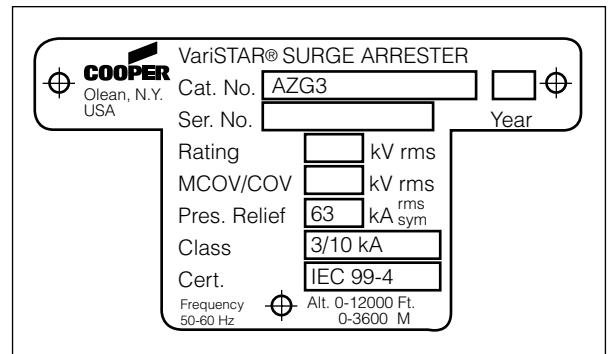 COOPER
Olean, N.Y.
USA
VariSTAR® SURGE ARRESTER
Cat. No. AZG3
Ser. No.
Year
Rating kV rms
MCOV/COV kV rms
Pres. Relief 63 kA rms sym
Class 3/10 kA
Cert. IEC 99-4
Frequency
50-60 Hz
Alt. 0-12000 Ft.
0-3600 M